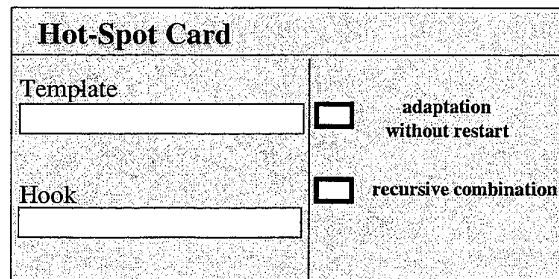 Hot-Spot Card
Template
adaptation
without restart
Hook
recursive combination